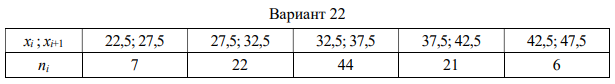 Вариант 22
xᵢ ; xᵢ₊₁ 22,5; 27,5 27,5; 32,5 32,5; 37,5 37,5; 42,5 42,5; 47,5
nᵢ 7 22 44 21 6